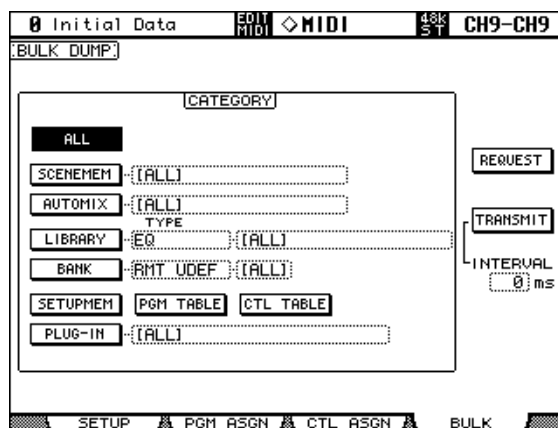 0 Initial Data EDIT MIDI ◇MIDI 48K ST CH9-CH9
BULK DUMP
CATEGORY
ALL
REQUEST
SCENEMEM [ALL]
AUTOMIX [ALL]
TRANSMIT
TYPE
LIBRARY EQ [ALL]
INTERVAL
BANK RMT UDEF [ALL]
0 ms
SETUPMEM PGM TABLE CTL TABLE
PLUG-IN [ALL]
SETUP PGM ASGN CTL ASGN BULK